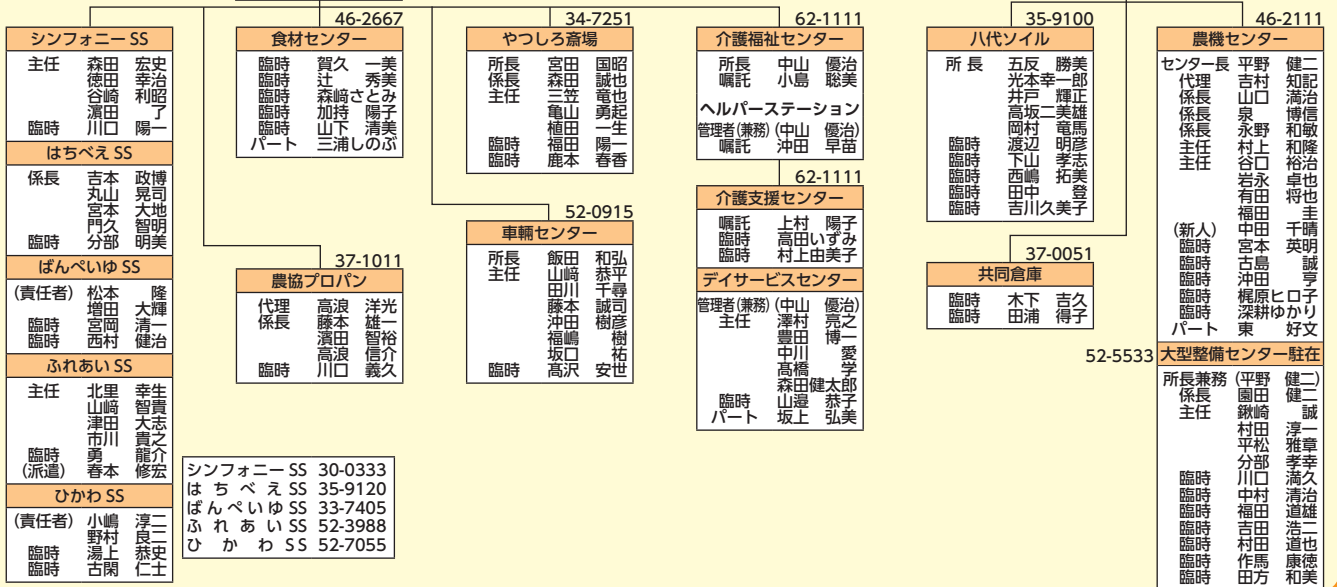 シンフォニー SS
主任 森田 宏史
徳田 幸治
谷﨑 利昭
濱田 了
臨時 川口 陽一
はちべえ SS
係長 吉本 政博
丸山 晃司
宮本 大地
門久 智明
臨時 分部 明美
ばんぺいゆ SS
(責任者) 松本 隆
増田 大輝
臨時 宮岡 清一
臨時 西村 健治
ふれあい SS
主任 北里 幸生
山﨑 智貴
津田 大志
市川 貴之
臨時 勇 龍介
(派遣) 春本 修宏
ひかわ SS
(責任者) 小嶋 淳二
野村 良二
臨時 湯上 恭史
臨時 古閑 仁士
46-2667
食材センター
臨時 賀久 一美
臨時 辻 秀美
臨時 森﨑さとみ
臨時 加持 陽子
臨時 山下 清美
パート 三浦しのぶ
37-1011
農協プロパン
代理 高浪 洋光
係長 藤本 雄一
濱田 智裕
高浪 信介
臨時 川口 義久
シンフォニー SS 30-0333
はちべえ SS 35-9120
ばんぺいゆ SS 33-7405
ふれあい SS 52-3988
ひかわ SS 52-7055
34-7251
やつしろ斎場
所長 宮田 国昭
係長 森田 誠也
主任 三笠 竜也
亀山 勇起
植田 一生
臨時 福田 陽一
臨時 鹿本 春香
52-0915
車輛センター
所長 飯田 和弘
主任 山﨑 恭平
田川 千尋
藤本 誠司
沖田 樹彦
福嶋 樹
坂口 祐
臨時 髙沢 安世
62-1111
介護福祉センター
所長 中山 優治
嘱託 小島 聡美
ヘルパーステーション
管理者(兼務) (中山 優治)
嘱託 沖田 早苗
62-1111
介護支援センター
嘱託 上村 陽子
臨時 高田いずみ
臨時 村上由美子
デイサービスセンター
管理者(兼務) (中山 優治)
主任 澤村 亮之
豊田 博一
中川 愛
髙橋 学
森田健太郎
臨時 山邉 恭子
パート 坂上 弘美
35-9100
八代ソイル
所長 五反 勝美
光本幸一郎
井戸 輝正
高坂二美雄
岡村 竜馬
臨時 渡辺 明彦
臨時 下山 孝志
臨時 西嶋 拓美
臨時 田中 登
臨時 吉川久美子
37-0051
共同倉庫
臨時 木下 吉久
臨時 田浦 得子
46-2111
農機センター
センター長 平野 健二
代理 吉村 知記
係長 山口 満治
係長 泉 博信
係長 永野 和敏
主任 村上 和隆
主任 谷口 裕治
岩永 卓也
有田 将也
福田 圭
(新人) 中田 千晴
臨時 宮本 英明
臨時 古島 誠
臨時 沖田 亨
臨時 梶原ヒロ子
臨時 深耕ゆかり
パート 東 好文
52-5533 大型整備センター駐在
所長兼務 (平野 健二)
係長 園田 健二
主任 鍬崎 誠
村田 淳一
平松 雅章
分部 孝幸
臨時 川口 満久
臨時 中村 清治
臨時 福田 道雄
臨時 吉田 浩二
臨時 村田 道也
臨時 作馬 康徳
臨時 田方 和美